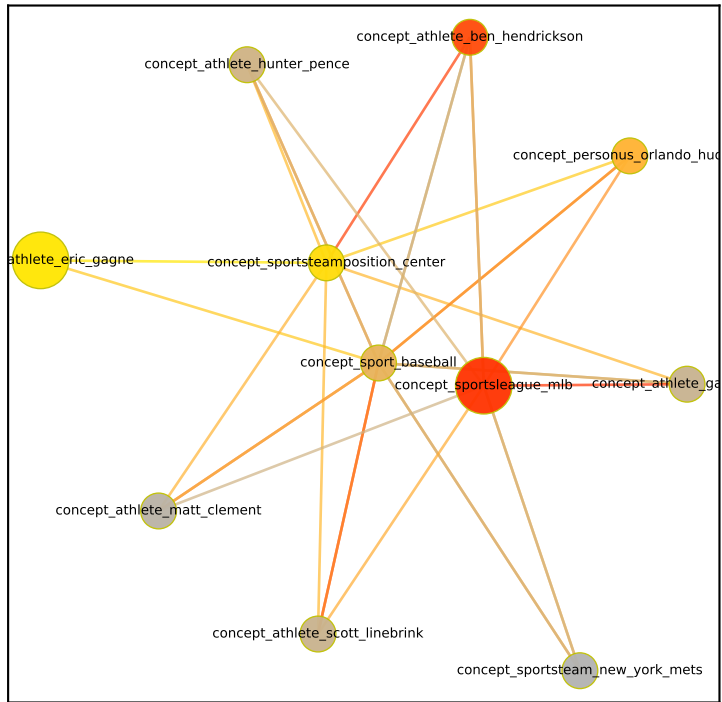 concept_athlete_ben_hendrickson
concept_athlete_hunter_pence
concept_personus_orlando_hud
athlete_eric_gagne
concept_sportsteamposition_center
concept_sport_baseball
concept_sportsleague_mlb
concept_athlete_ga
concept_athlete_matt_clement
concept_athlete_scott_linebrink
concept_sportsteam_new_york_mets